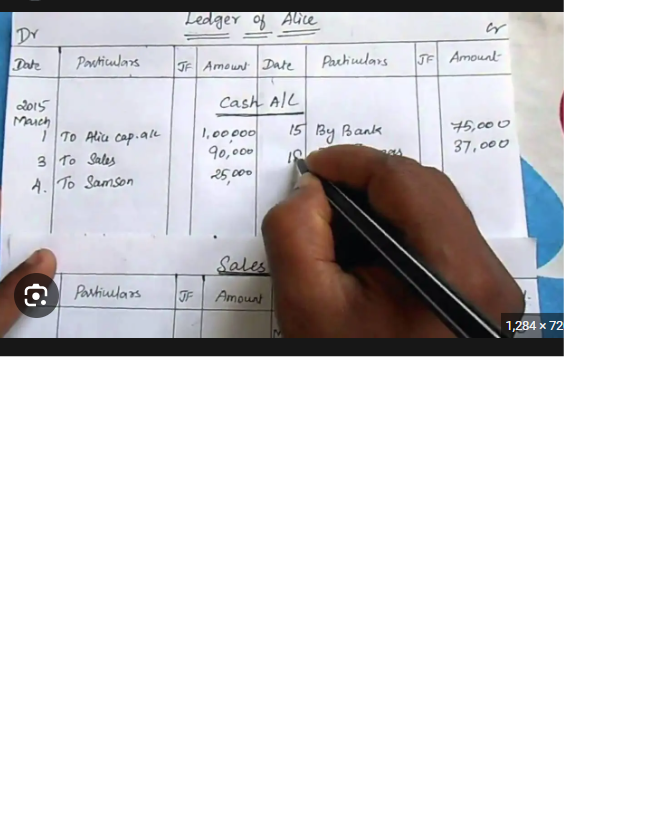 Ledger of Alice
Dr Cr
Date Particulars JF Amount Date Particulars JF Amount
2015 Cash A/C
March
1 To Alice cap. a/c 1,00,000 15 By Bank 75,000
3 To Sales 90,000 18 37,000
4. To Samson 25,000
Sales
Particulars JF Amount
1,284 × 72